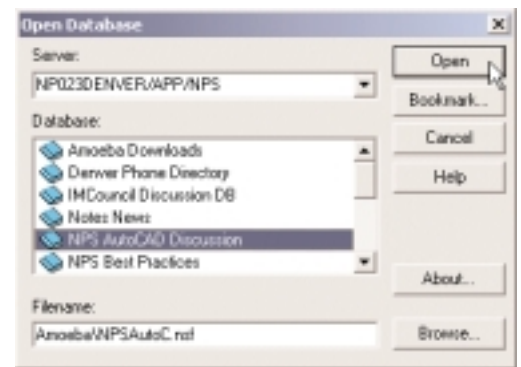 Open Database
Server:
NP023DENVER/APP/NPS
Database:
Amoeba Downloads
Denver Phone Directory
IMCouncil Discussion DB
Notes News
NPS AutoCAD Discussion
NPS Best Practices
Filename:
Amoeba\NPSAutoC.nsf
Open
Bookmark...
Cancel
Help
About...
Browse...